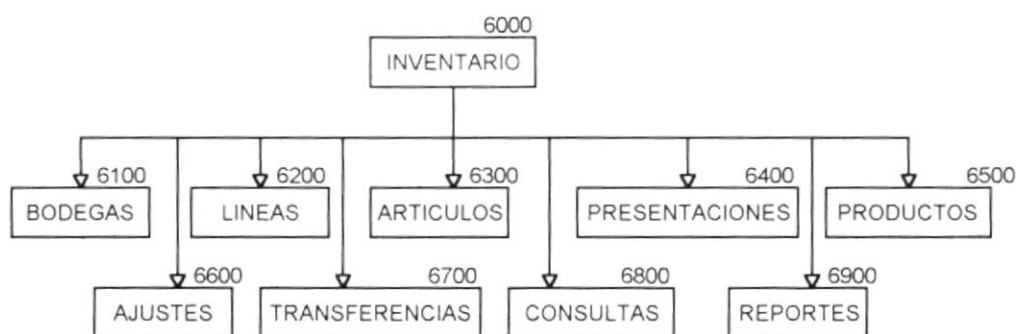 6000
INVENTARIO
6100 6200 6300 6400 6500
BODEGAS LINEAS ARTICULOS PRESENTACIONES PRODUCTOS
6600 6700 6800 6900
AJUSTES TRANSFERENCIAS CONSULTAS REPORTES